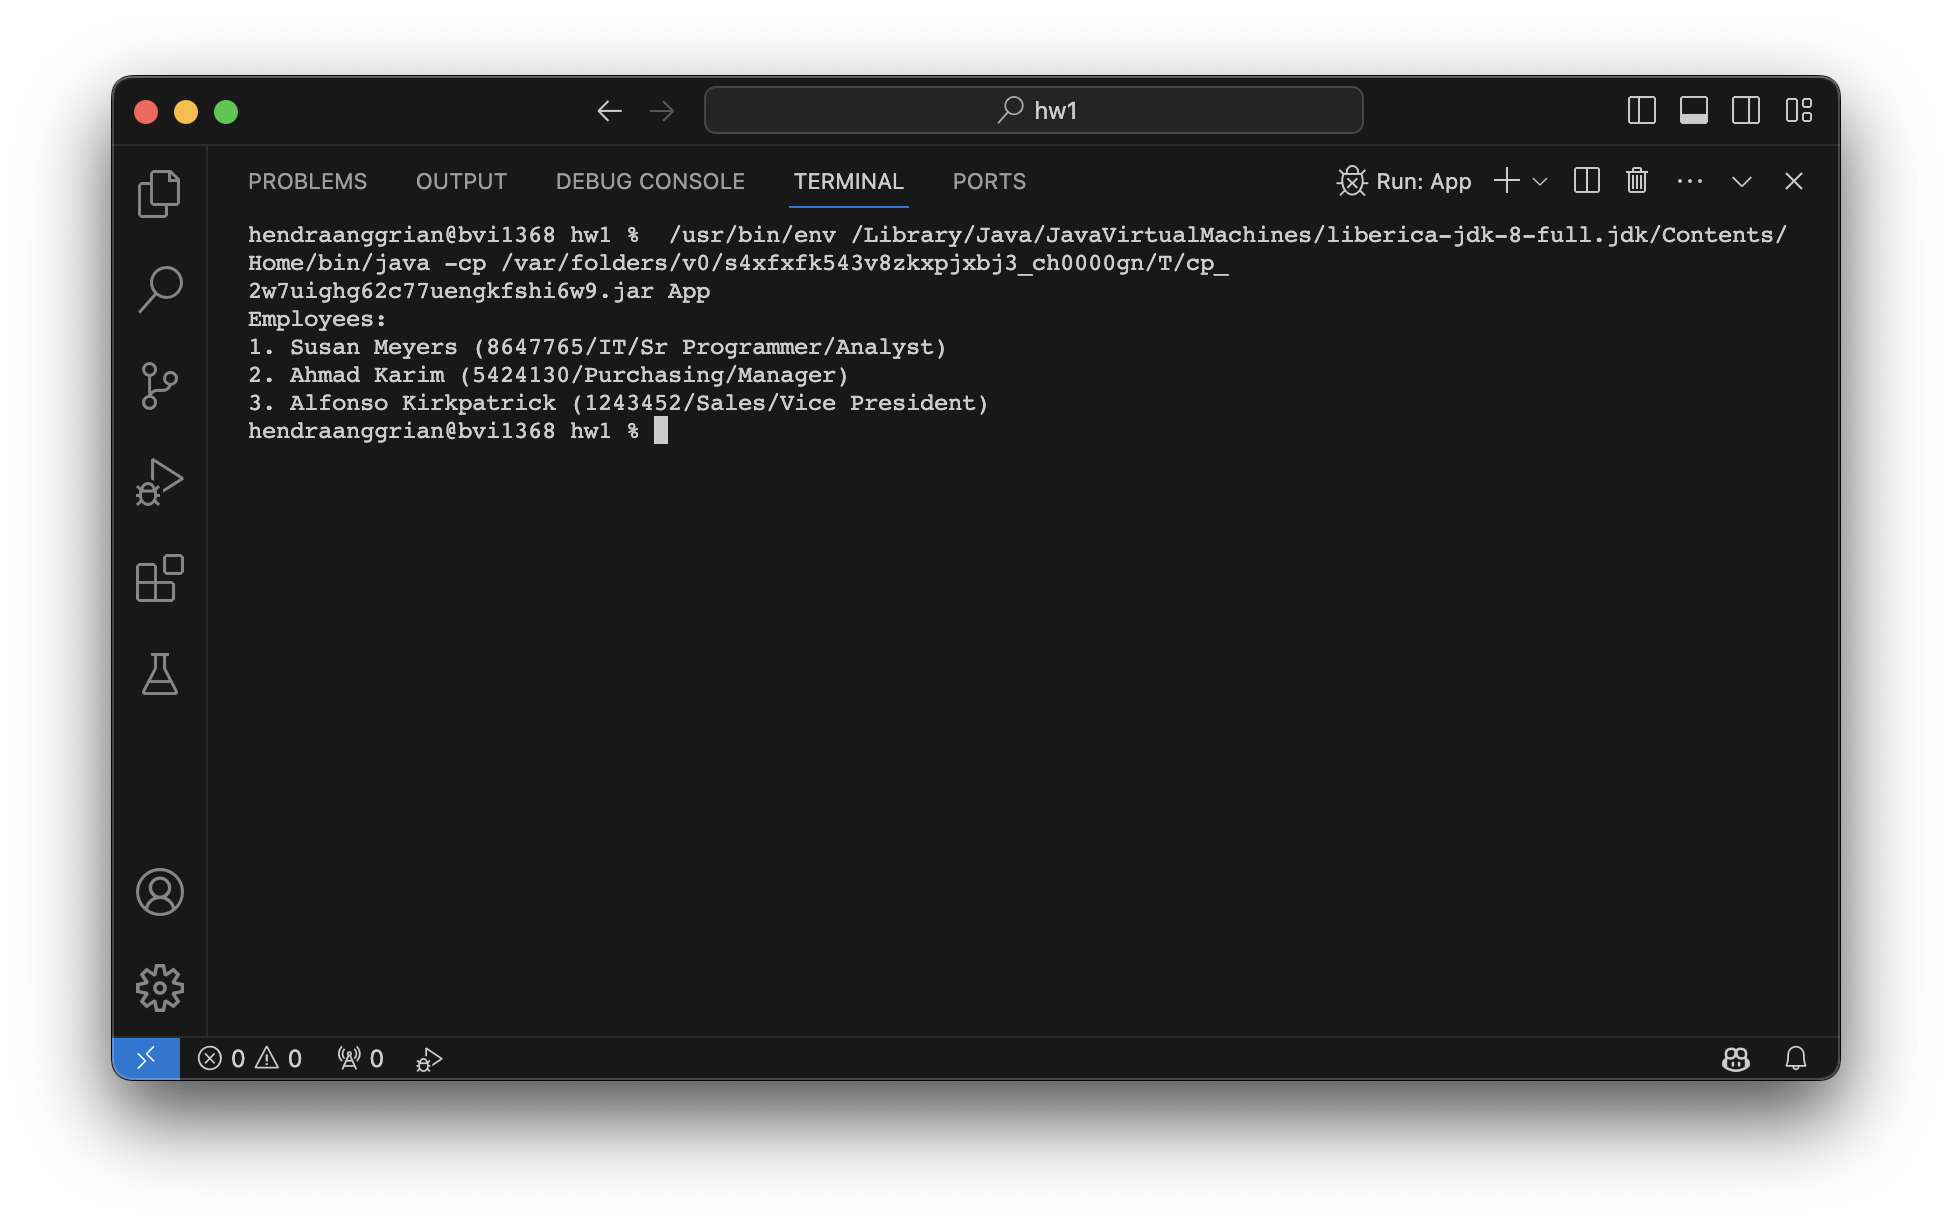 hw1
PROBLEMS OUTPUT DEBUG CONSOLE TERMINAL PORTS Run: App
hendraanggrian@bvi1368 hw1 %  /usr/bin/env /Library/Java/JavaVirtualMachines/liberica-jdk-8-full.jdk/Contents/
Home/bin/java -cp /var/folders/v0/s4xfxfk543v8zkxpjxbj3_ch0000gn/T/cp_
2w7uighg62c77uengkfshi6w9.jar App
Employees:
1. Susan Meyers (8647765/IT/Sr Programmer/Analyst)
2. Ahmad Karim (5424130/Purchasing/Manager)
3. Alfonso Kirkpatrick (1243452/Sales/Vice President)
hendraanggrian@bvi1368 hw1 %
0 0 0